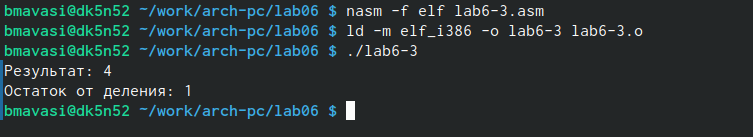 bmavasi@dk5n52 ~/work/arch-pc/lab06 $ nasm -f elf lab6-3.asm
bmavasi@dk5n52 ~/work/arch-pc/lab06 $ ld -m elf_i386 -o lab6-3 lab6-3.o
bmavasi@dk5n52 ~/work/arch-pc/lab06 $ ./lab6-3
Результат: 4
Остаток от деления: 1
bmavasi@dk5n52 ~/work/arch-pc/lab06 $